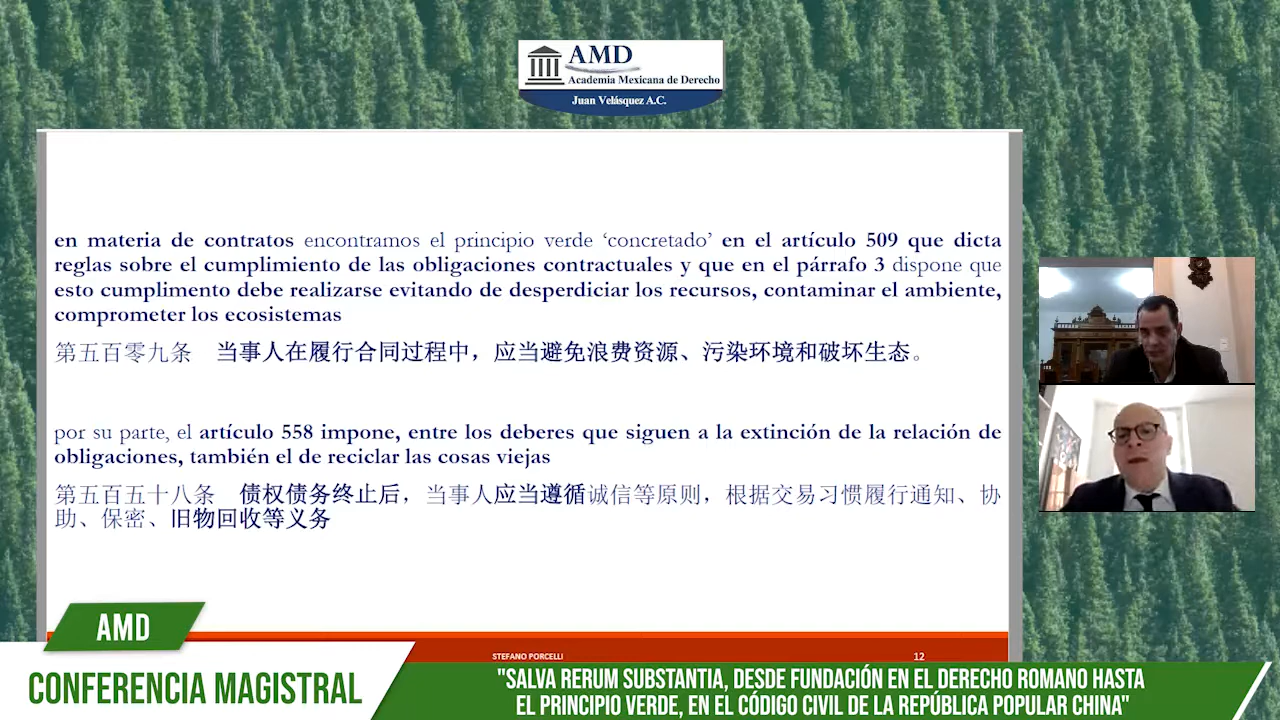 AMD
Academia Mexicana de Derecho
Juan Velásquez A.C.
en materia de contratos encontramos el principio verde ‘concretado’ en el artículo 509 que dicta
reglas sobre el cumplimiento de las obligaciones contractuales y que en el párrafo 3 dispone que
esto cumplimento debe realizarse evitando de desperdiciar los recursos, contaminar el ambiente,
comprometer los ecosistemas
第五百零九条 当事人在履行合同过程中，应当避免浪费资源、污染环境和破坏生态。
por su parte, el artículo 558 impone, entre los deberes que siguen a la extinción de la relación de
obligaciones, también el de reciclar las cosas viejas
第五百五十八条 债权债务终止后，当事人应当遵循诚信等原则，根据交易习惯履行通知、协
助、保密、旧物回收等义务
STEFANO PORCELLI
12
AMD
CONFERENCIA MAGISTRAL
"SALVA RERUM SUBSTANTIA, DESDE FUNDACIÓN EN EL DERECHO ROMANO HASTA
EL PRINCIPIO VERDE, EN EL CÓDIGO CIVIL DE LA REPÚBLICA POPULAR CHINA"